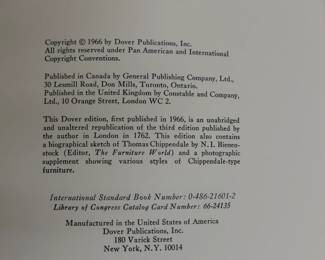 Copyright © 1966 by Dover Publications, Inc.
All rights reserved under Pan American and International
Copyright Conventions.
Published in Canada by General Publishing Company, Ltd.,
30 Lesmill Road, Don Mills, Toronto, Ontario.
Published in the United Kingdom by Constable and Company,
Ltd., 10 Orange Street, London WC 2.
This Dover edition, first published in 1966, is an unabridged
and unaltered republication of the third edition published by
the author in London in 1762. This edition also contains
a biographical sketch of Thomas Chippendale by N. I. Bienen-
stock (Editor, The Furniture World) and a photographic
supplement showing various styles of Chippendale-type
furniture.
International Standard Book Number: 0-486-21601-2
Library of Congress Catalog Card Number: 66-24135
Manufactured in the United States of America
Dover Publications, Inc.
180 Varick Street
New York, N.Y. 10014